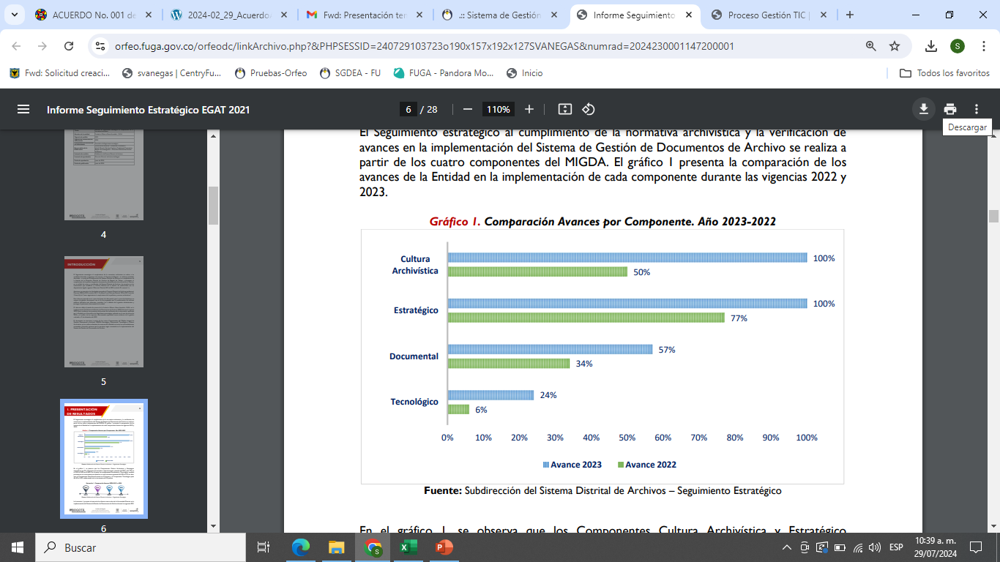 ACUERDO No. 001 de
2024-02_29_Acuerdo
Fwd: Presentación ter
.:: Sistema de Gestión
Informe Seguimiento
Proceso Gestión TIC |
orfeo.fuga.gov.co/orfeodc/linkArchivo.php?&PHPSESSID=240729103723o190x157x192x127SVANEGAS&numrad=2024230001147200001
S
Fwd: Solicitud creaci...
svanegas | CentryFu...
Pruebas-Orfeo
SGDEA - FU
FUGA - Pandora Mo...
Inicio
Todos los favoritos
Informe Seguimiento Estratégico EGAT 2021
6 / 28
110%
Descargar
4
INTRODUCCIÓN
5
I. PRESENTACIÓN
DE RESULTADOS
6
El Seguimiento estratégico al cumplimiento de la normativa archivística y la verificación de
avances en la implementación del Sistema de Gestión de Documentos de Archivo se realiza a
partir de los cuatro componentes del MIGDA. El gráfico 1 presenta la comparación de los
avances de la Entidad en la implementación de cada componente durante las vigencias 2022 y
2023.
Gráfico 1. Comparación Avances por Componente. Año 2023-2022
Cultura
Archivística
100%
50%
Estratégico
100%
77%
Documental
57%
34%
Tecnológico
24%
6%
0% 10% 20% 30% 40% 50% 60% 70% 80% 90% 100%
Avance 2023 Avance 2022
Fuente: Subdirección del Sistema Distrital de Archivos – Seguimiento Estratégico
En el gráfico 1, se observa que los Componentes Cultura Archivística y Estratégico
Buscar
ESP
10:39 a. m.
29/07/2024